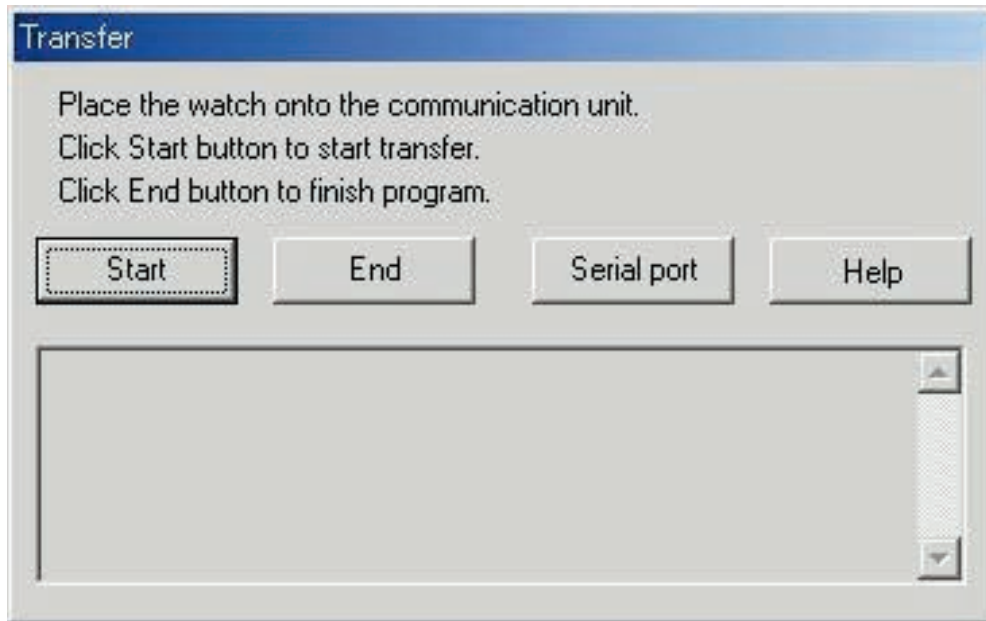 Transfer
Place the watch onto the communication unit.
Click Start button to start transfer.
Click End button to finish program.
Start End Serial port Help